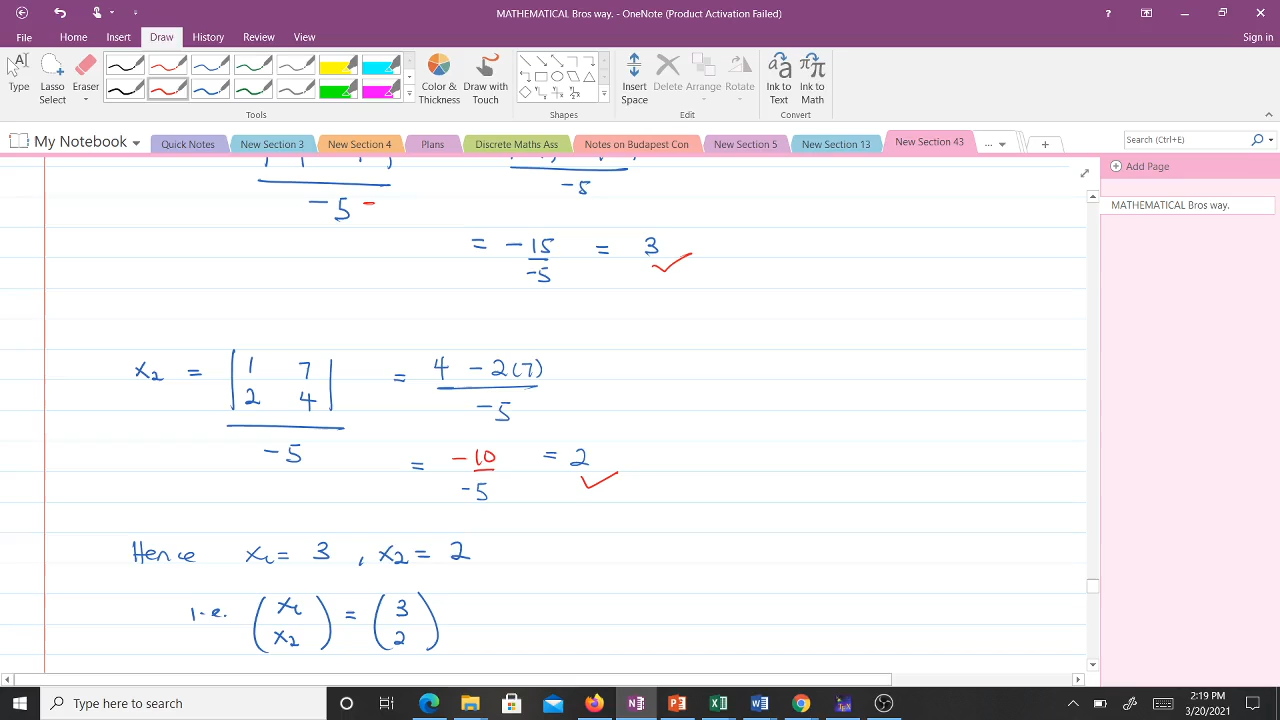 MATHEMATICAL Bros way. - OneNote (Product Activation Failed)
File Home Insert Draw History Review View Sign in
Type Lasso Select Eraser Color & Thickness Draw with Touch Insert Space Delete Arrange Rotate Ink to Text Ink to Math
Tools Shapes Edit Convert
My Notebook Quick Notes New Section 3 New Section 4 Plans Discrete Maths Ass Notes on Budapest Con New Section 5 New Section 13 New Section 43 ... + Search (Ctrl+E)
Add Page
MATHEMATICAL Bros way.
-5
-5 -
= -15/-5 = 3 ✓
x₂ = |1 7; 2 4| / -5 = (4 - 2(7)) / -5
= -10/-5 = 2 ✓
Hence x₁ = 3 , x₂ = 2
i.e. (x₁; x₂) = (3; 2)
Type here to search
2:19 PM
3/20/2021